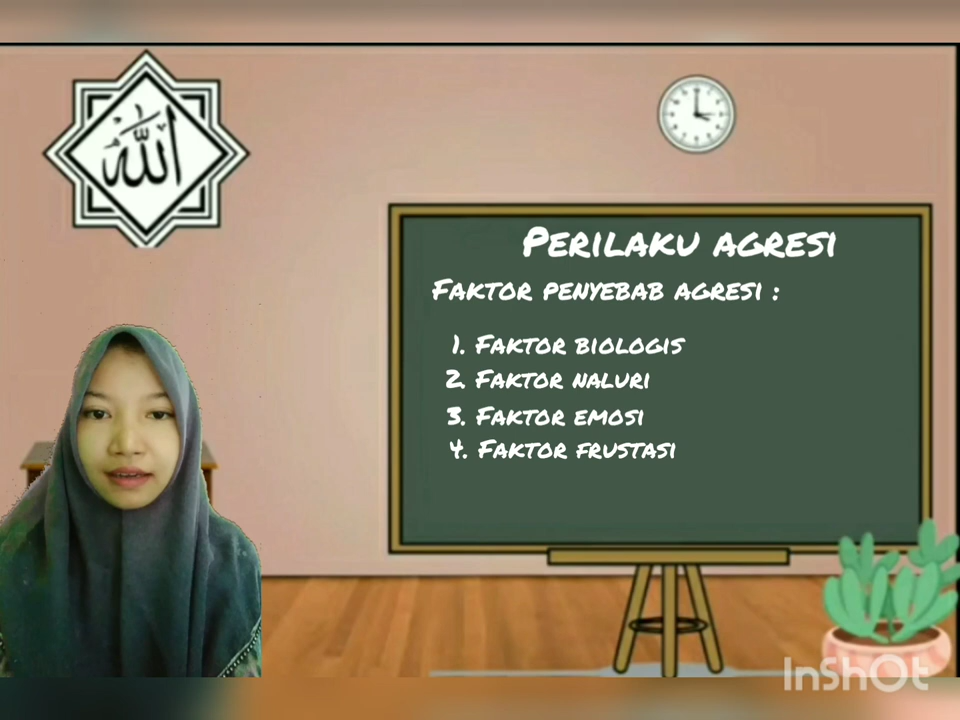 الله
Perilaku agresi
Faktor penyebab agresi :
1. Faktor biologis
2. Faktor naluri
3. Faktor emosi
4. Faktor frustasi
InShOt